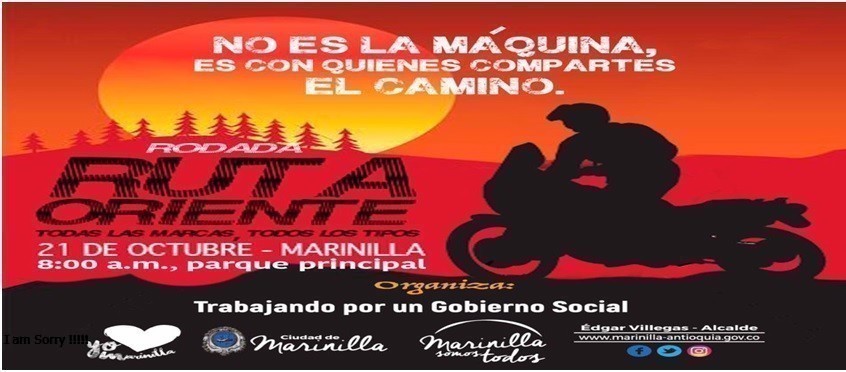 NO ES LA MÁQUINA,
ES CON QUIENES COMPARTES
EL CAMINO.
RODADA
RUTA
ORIENTE
TODAS LAS MARCAS, TODOS LOS TIPOS
21 DE OCTUBRE - MARINILLA
8:00 a.m., parque principal
Organiza:
Trabajando por un Gobierno Social
I am Sorry !!!!!
yo
marinilla
Ciudad de
Marinilla
Marinilla
somos todos
Édgar Villegas - Alcalde
www.marinilla-antioquia.gov.co